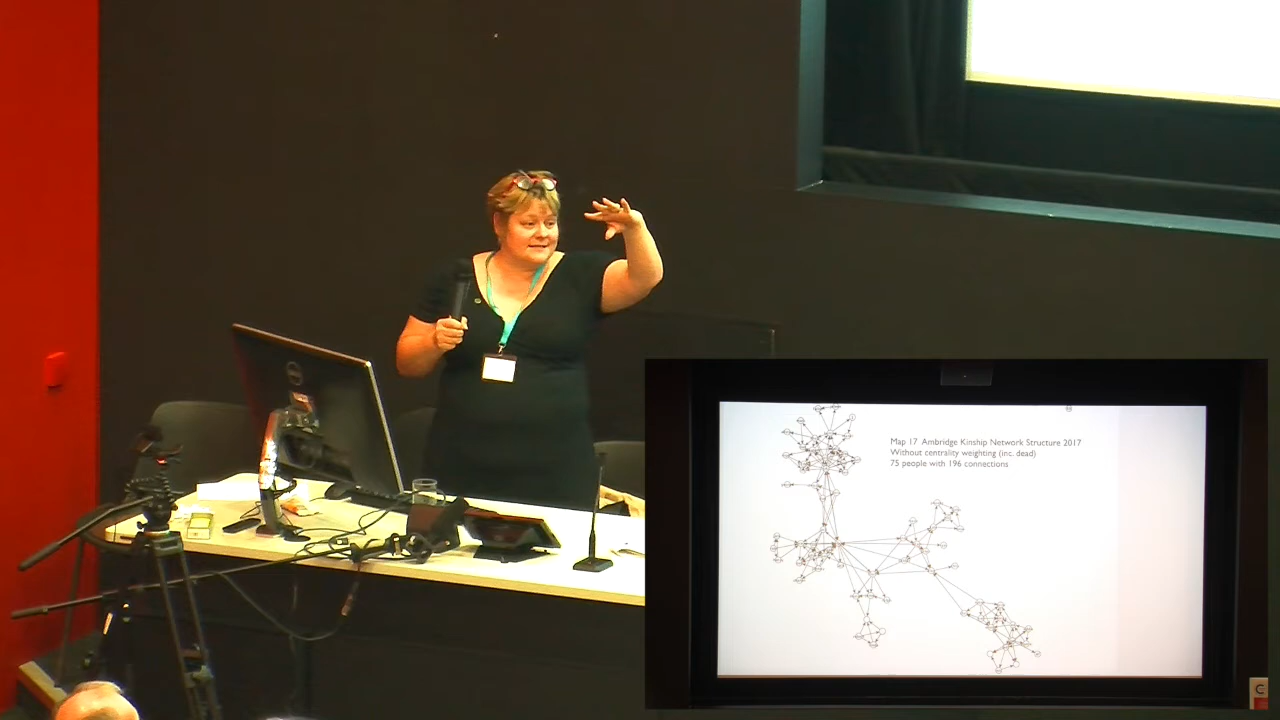 Map 17 Ambridge Kinship Network Structure 2017
Without centrality weighting (inc. dead)
75 people with 196 connections